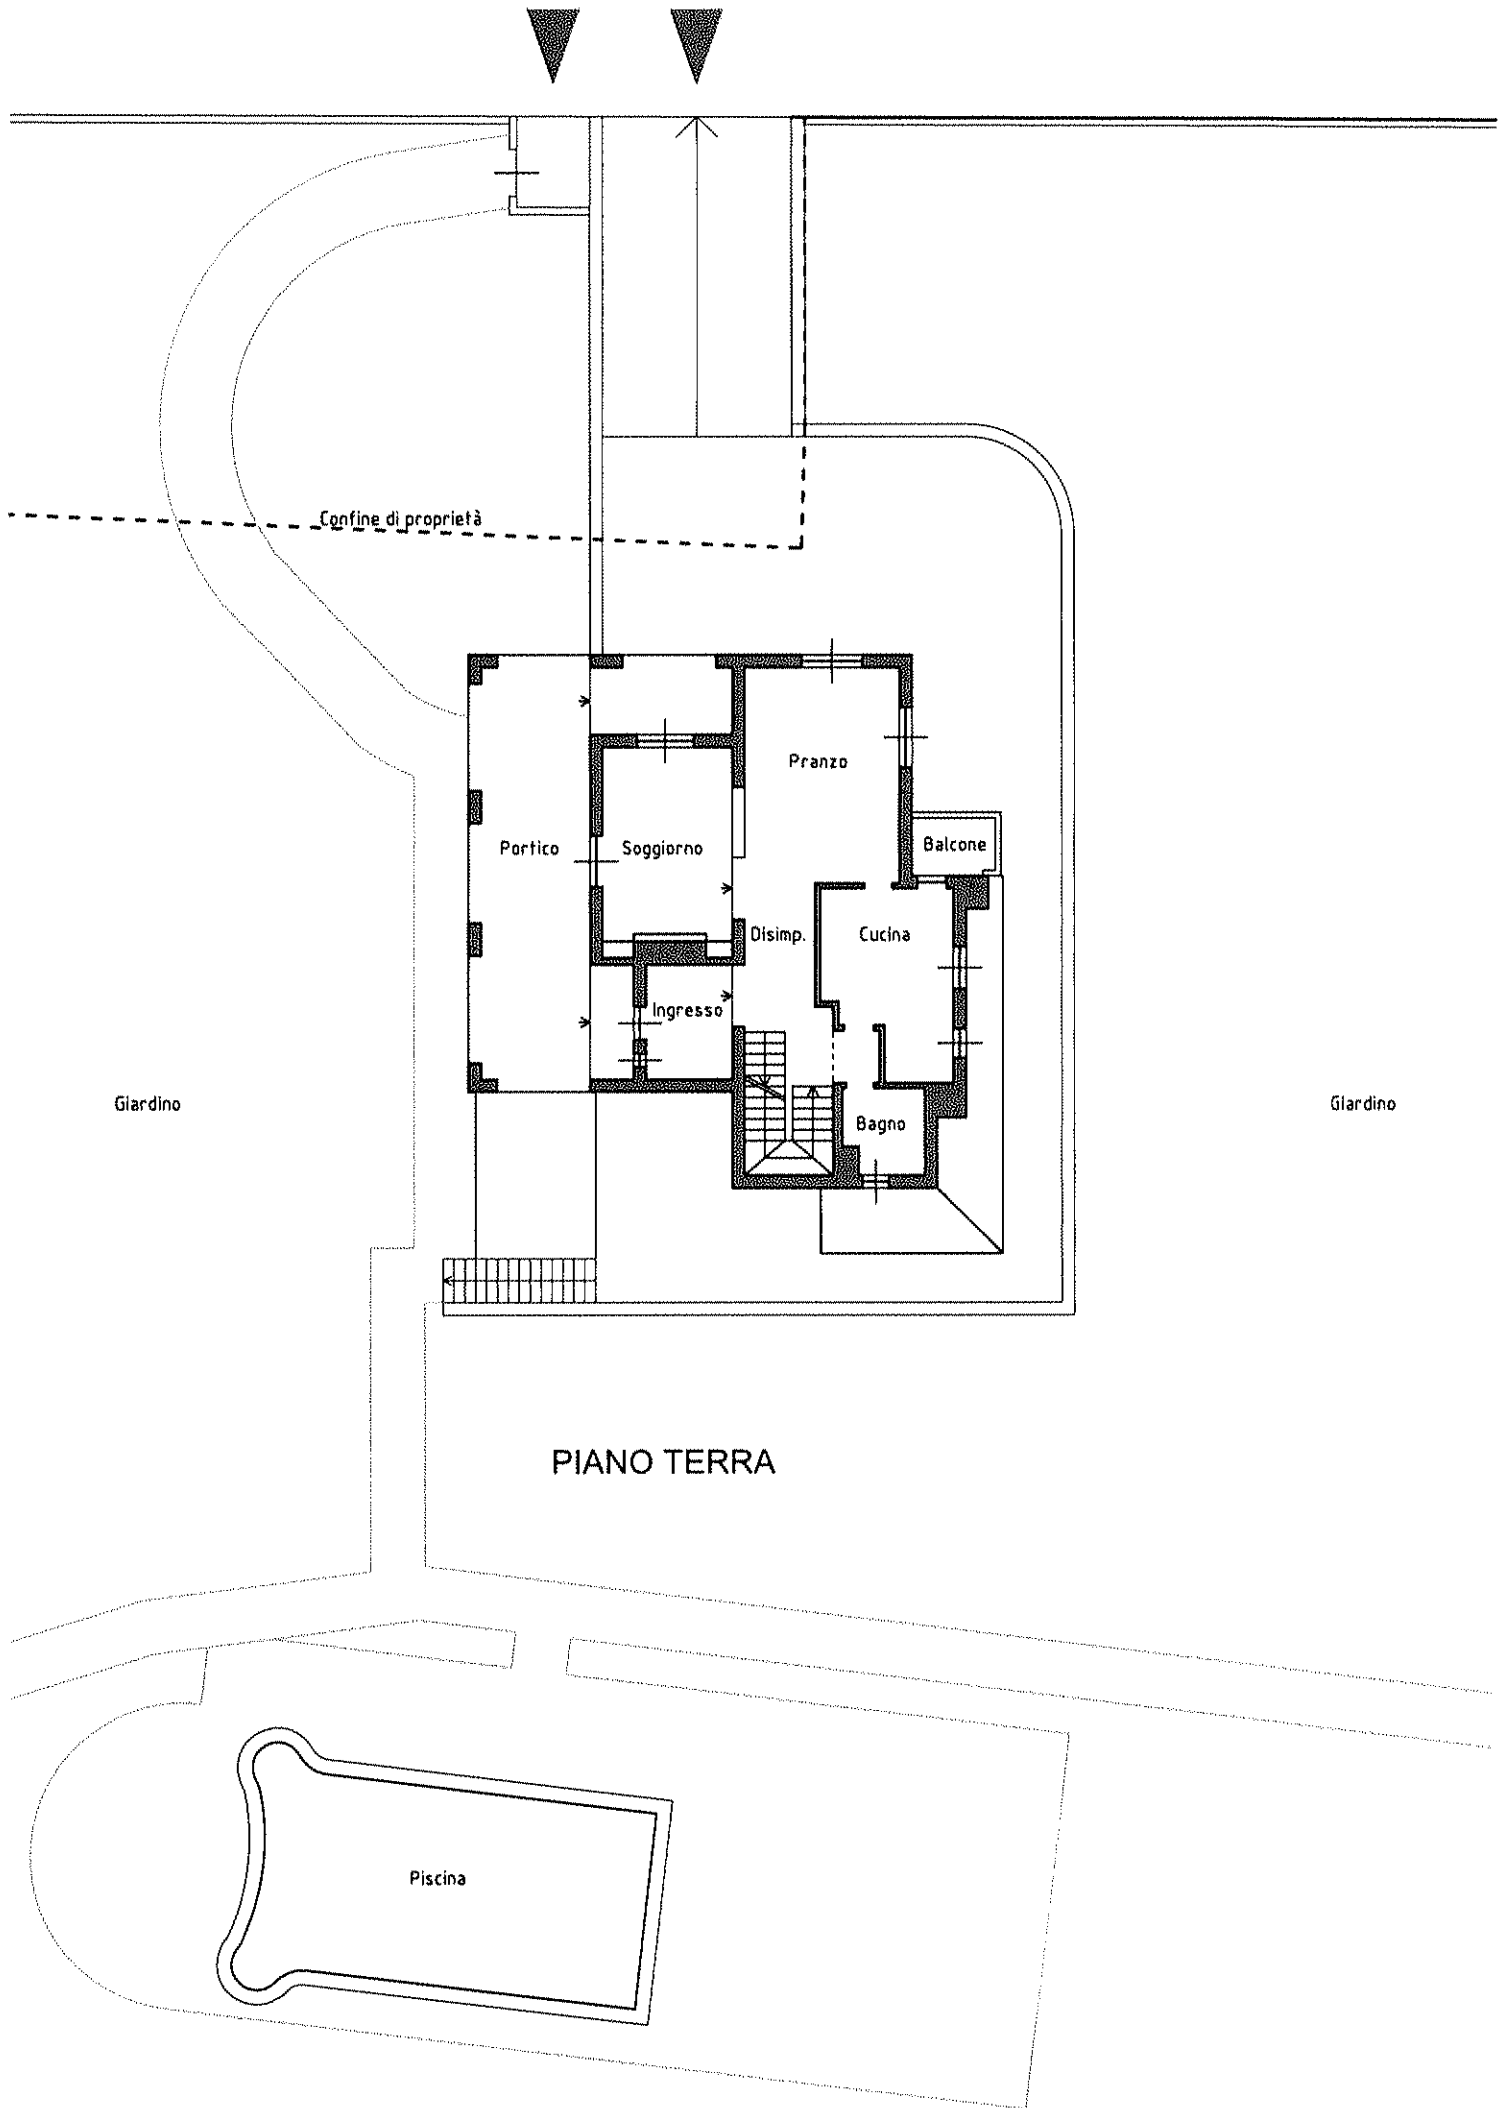 Confine di proprietà
Pranzo
Portico
Soggiorno
Balcone
Disimp.
Cucina
Ingresso
Giardino
Bagno
Giardino
PIANO TERRA
Piscina